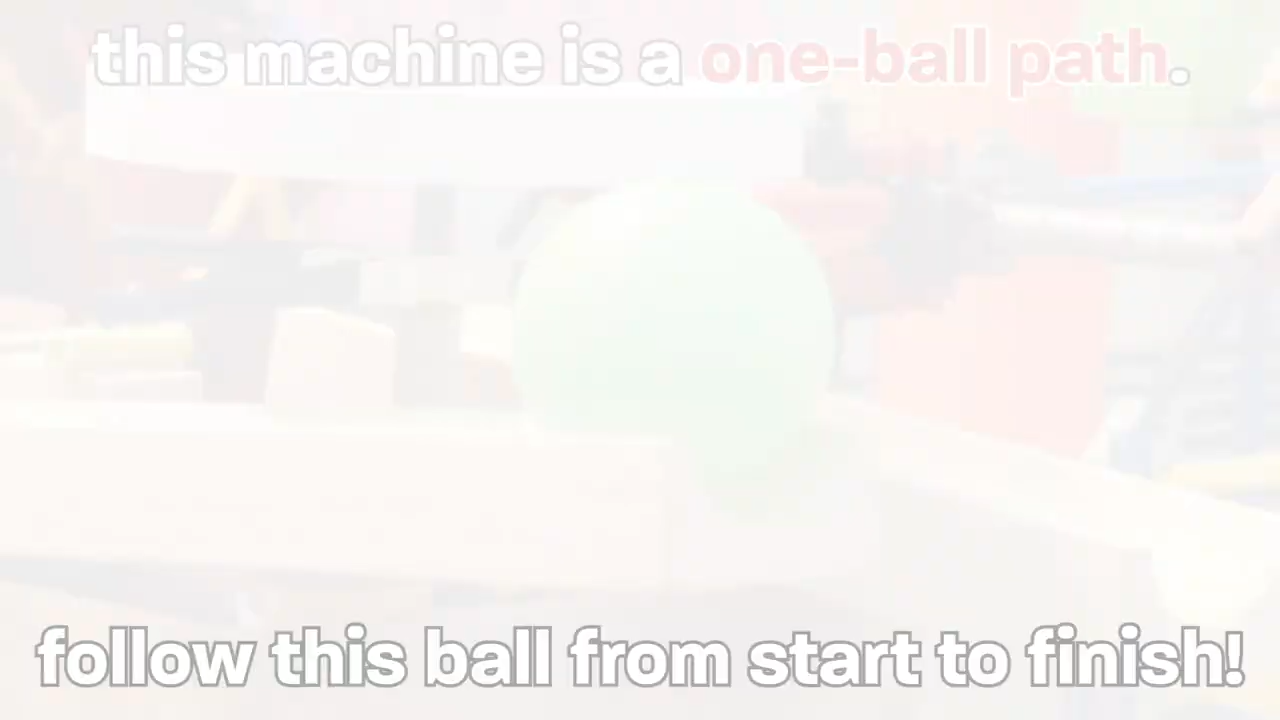 this machine is a one-ball path.
follow this ball from start to finish!